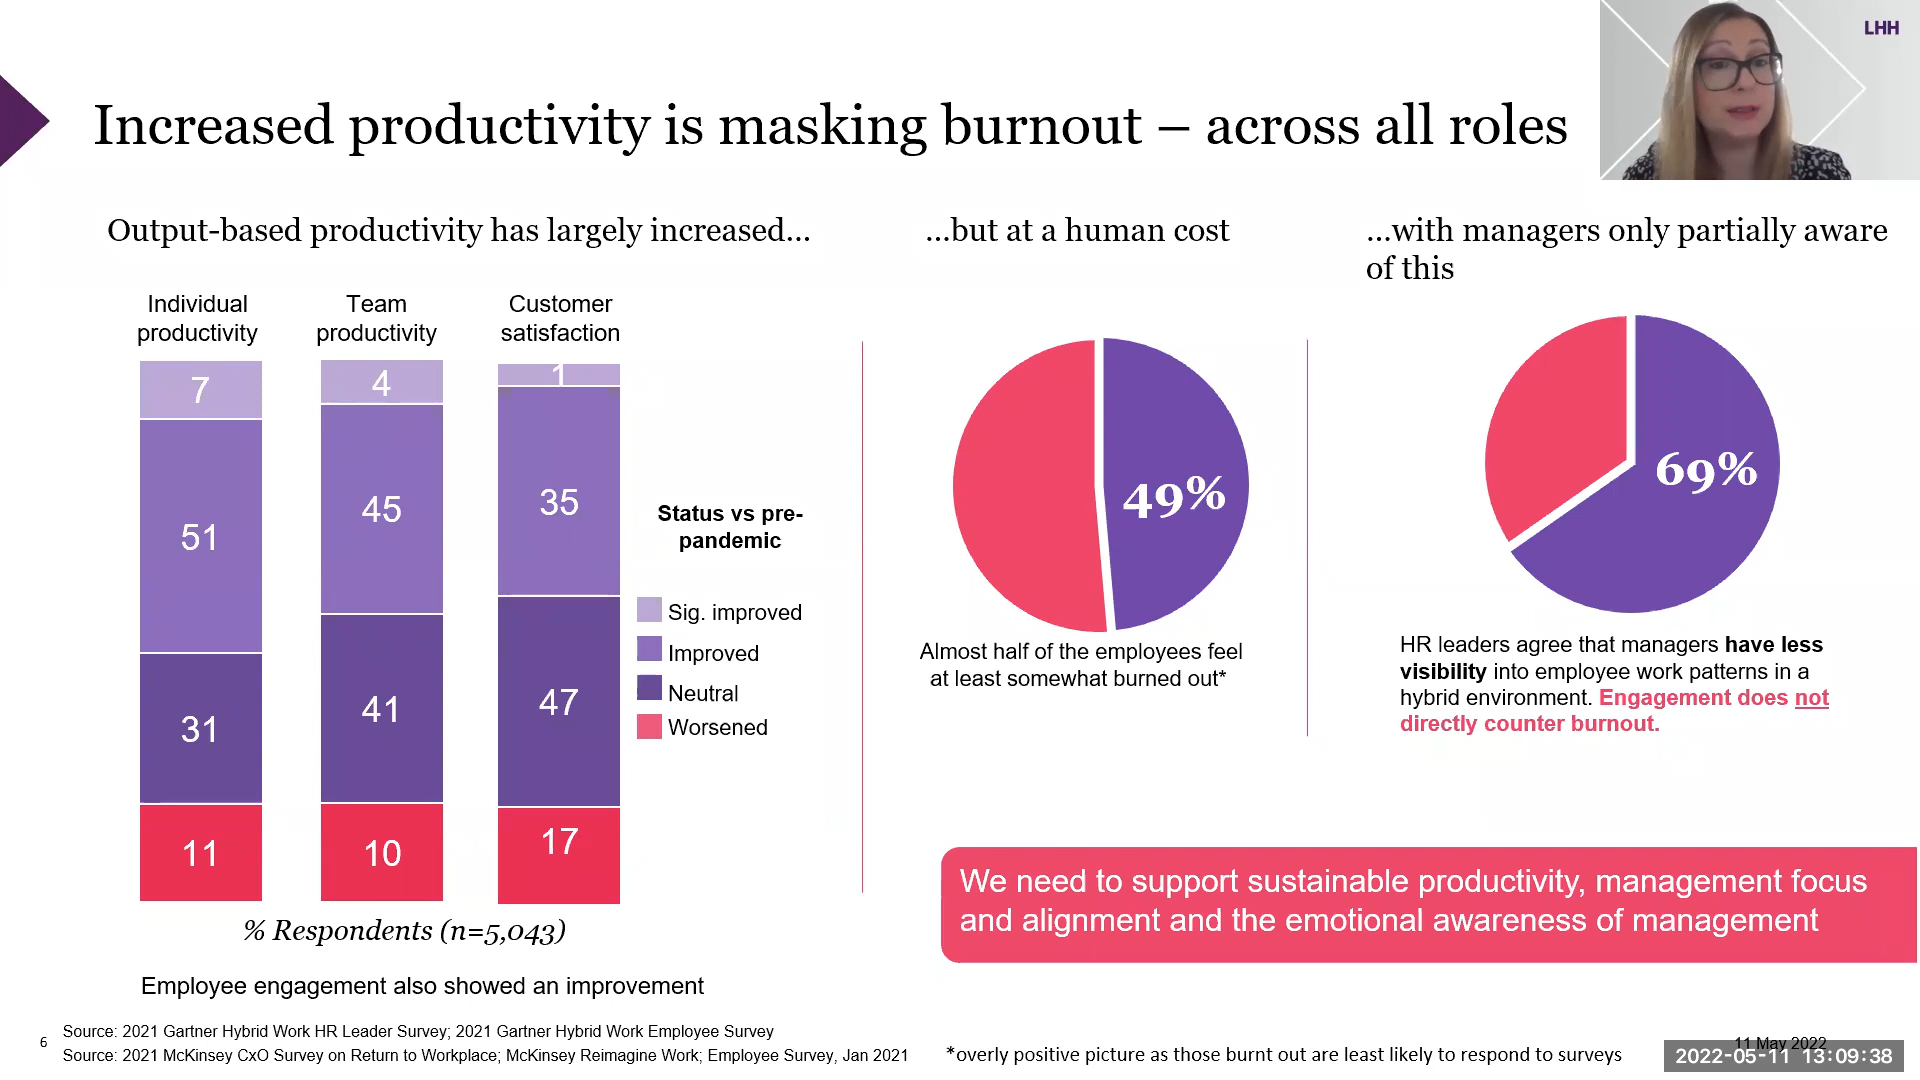 LHH
Increased productivity is masking burnout – across all roles
Output-based productivity has largely increased...
Individual
productivity
Team
productivity
Customer
satisfaction
7
51
31
11
4
45
41
10
1
35
47
17
Status vs pre-
pandemic
Sig. improved
Improved
Neutral
Worsened
% Respondents (n=5,043)
Employee engagement also showed an improvement
...but at a human cost
49%
Almost half of the employees feel
at least somewhat burned out*
...with managers only partially aware
of this
69%
HR leaders agree that managers have less
visibility into employee work patterns in a
hybrid environment. Engagement does not
directly counter burnout.
We need to support sustainable productivity, management focus
and alignment and the emotional awareness of management
6
Source: 2021 Gartner Hybrid Work HR Leader Survey; 2021 Gartner Hybrid Work Employee Survey
Source: 2021 McKinsey CxO Survey on Return to Workplace; McKinsey Reimagine Work; Employee Survey, Jan 2021
*overly positive picture as those burnt out are least likely to respond to surveys
11 May 2022
2022-05-11 13:09:38